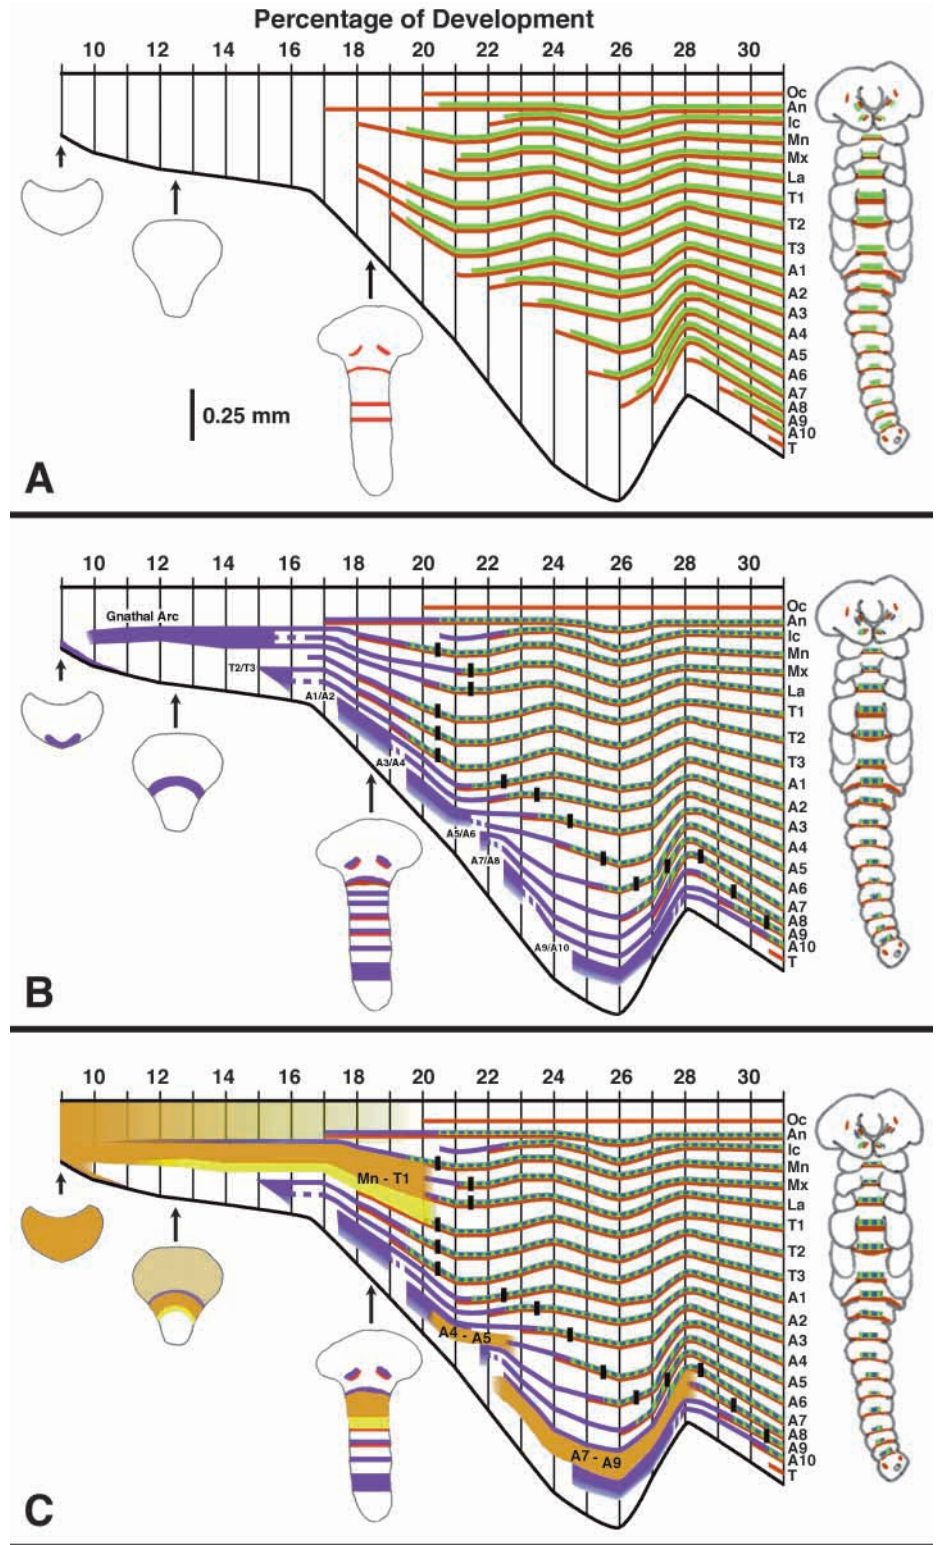 Percentage of Development
10 12 14 16 18 20 22 24 26 28 30
Oc
An
Ic
Mn
Mx
La
T1
T2
T3
A1
A2
A3
A4
A5
A6
A7
A8
A9
A10
T
0.25 mm
A
10 12 14 16 18 20 22 24 26 28 30
Gnathal Arc
T2/T3
A1/A2
A3/A4
A5/A6
A7/A8
A9/A10
Oc
An
Ic
Mn
Mx
La
T1
T2
T3
A1
A2
A3
A4
A5
A6
A7
A8
A9
A10
T
B
10 12 14 16 18 20 22 24 26 28 30
Mn - T1
A4 - A5
A7 - A9
Oc
An
Ic
Mn
Mx
La
T1
T2
T3
A1
A2
A3
A4
A5
A6
A7
A8
A9
A10
T
C